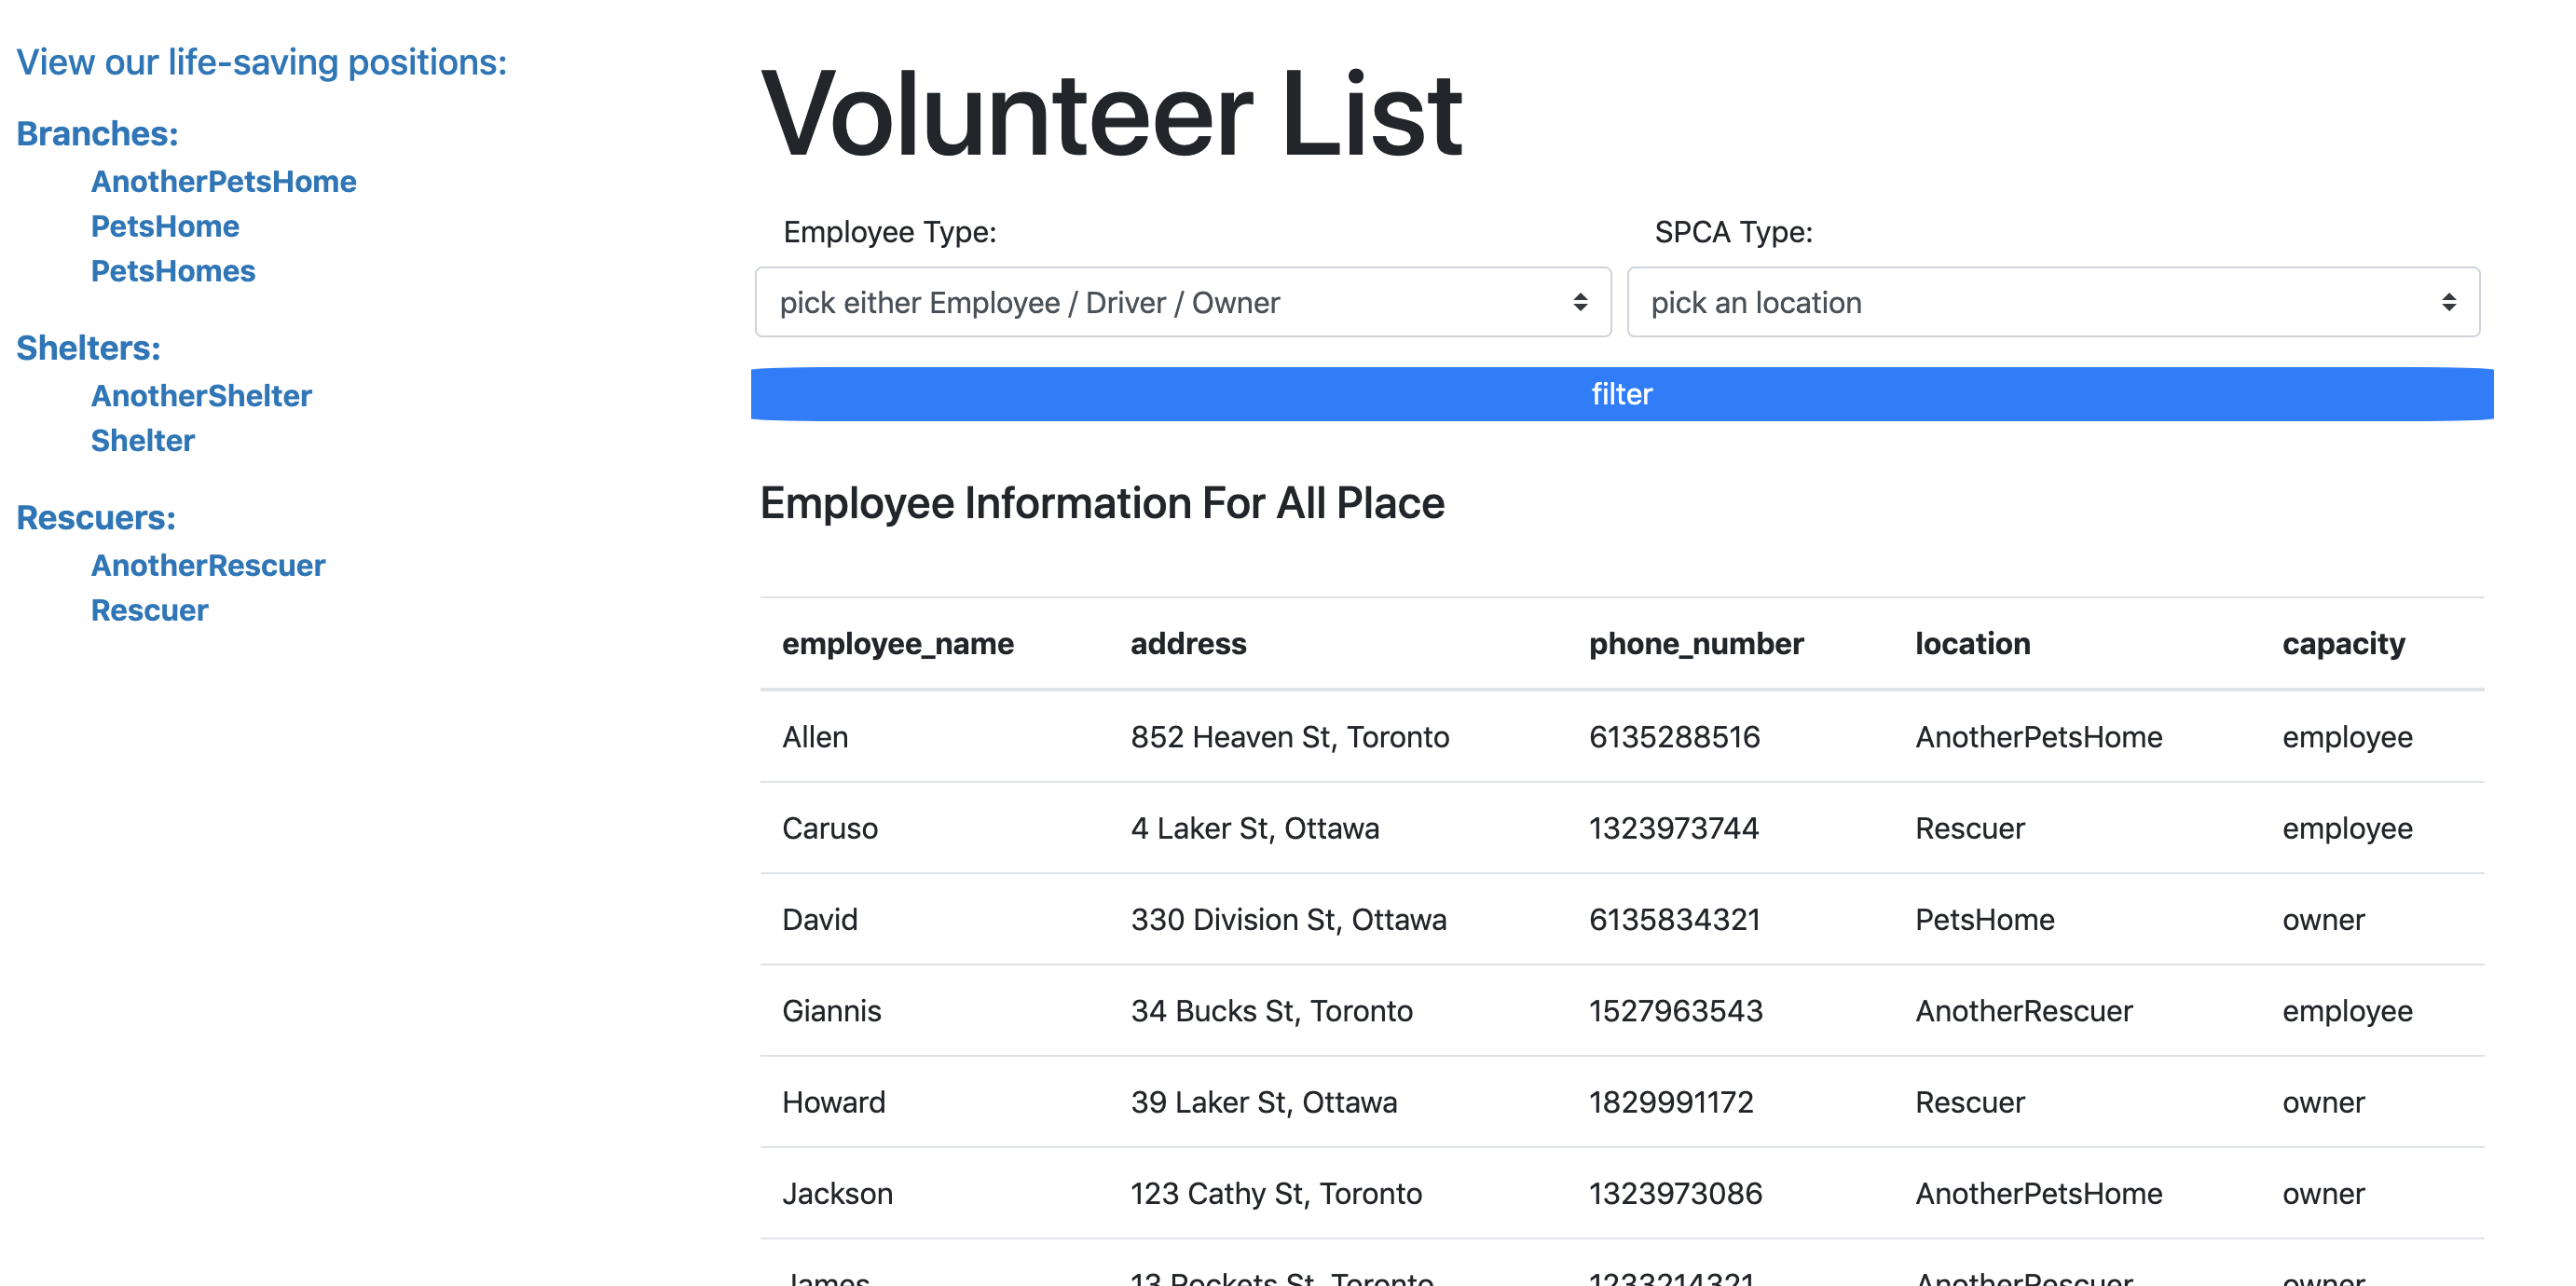 View our life-saving positions:
Branches:
AnotherPetsHome
PetsHome
PetsHomes
Shelters:
AnotherShelter
Shelter
Rescuers:
AnotherRescuer
Rescuer
Volunteer List
Employee Type: SPCA Type:
pick either Employee / Driver / Owner pick an location
filter
Employee Information For All Place
employee_name address phone_number location capacity
Allen 852 Heaven St, Toronto 6135288516 AnotherPetsHome employee
Caruso 4 Laker St, Ottawa 1323973744 Rescuer employee
David 330 Division St, Ottawa 6135834321 PetsHome owner
Giannis 34 Bucks St, Toronto 1527963543 AnotherRescuer employee
Howard 39 Laker St, Ottawa 1829991172 Rescuer owner
Jackson 123 Cathy St, Toronto 1323973086 AnotherPetsHome owner
James 13 Rockets St, Toronto 1233214321 AnotherRescuer owner